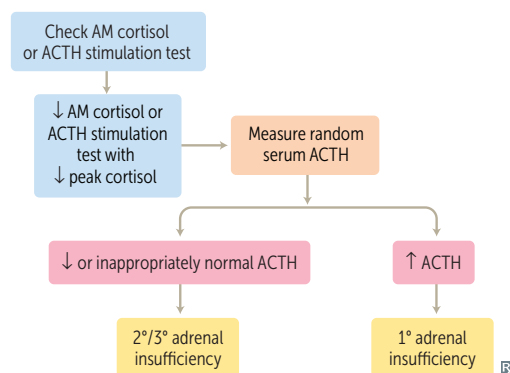 Check AM cortisol
or ACTH stimulation test
↓ AM cortisol or
ACTH stimulation
test with
↓ peak cortisol
Measure random
serum ACTH
↓ or inappropriately normal ACTH
↑ ACTH
2°/3° adrenal
insufficiency
1° adrenal
insufficiency
R